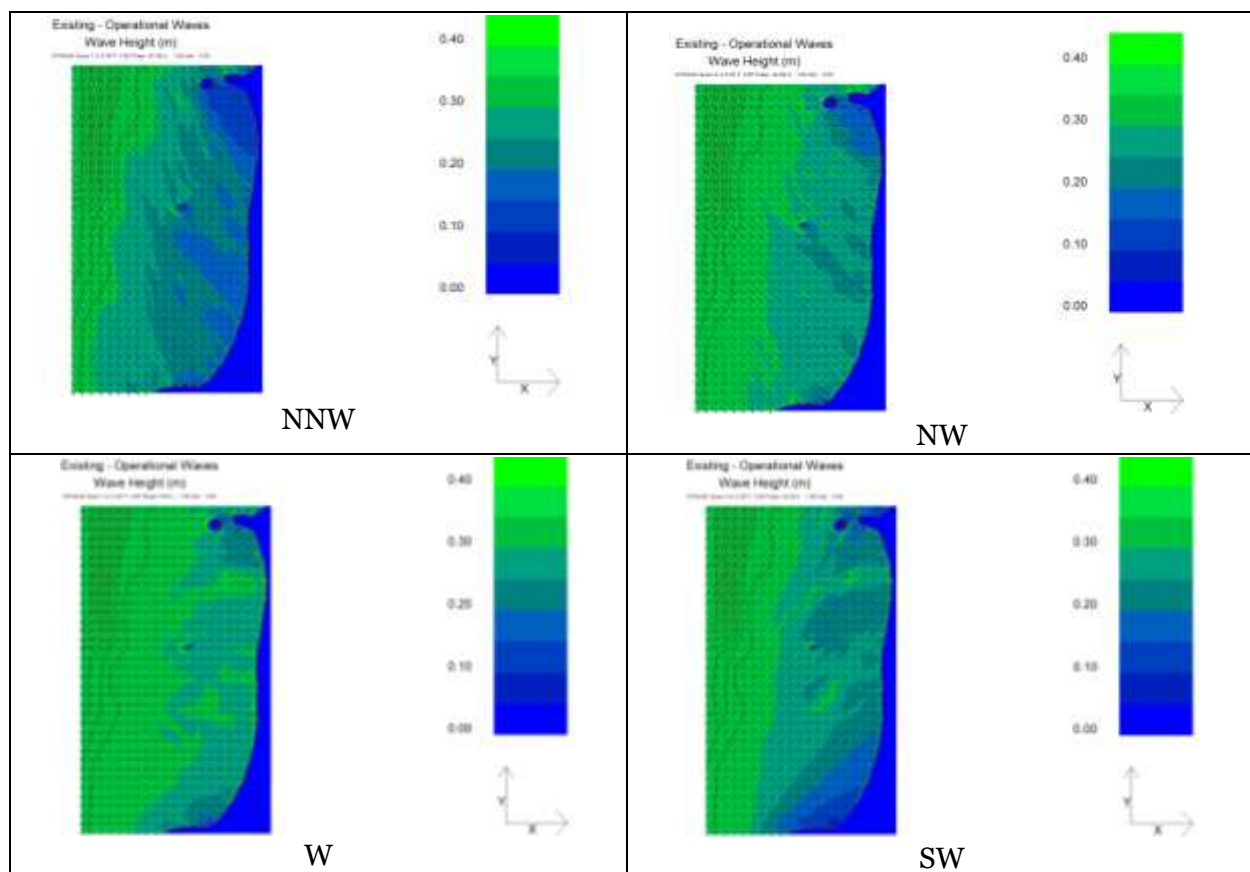 Existing - Operational Waves
Wave Height (m)
0.40
0.30
0.20
0.10
0.00
Y
X
NNW
Existing - Operational Waves
Wave Height (m)
0.40
0.30
0.20
0.10
0.00
Y
X
NW
Existing - Operational Waves
Wave Height (m)
0.40
0.30
0.20
0.10
0.00
Y
X
W
Existing - Operational Waves
Wave Height (m)
0.40
0.30
0.20
0.10
0.00
Y
X
SW